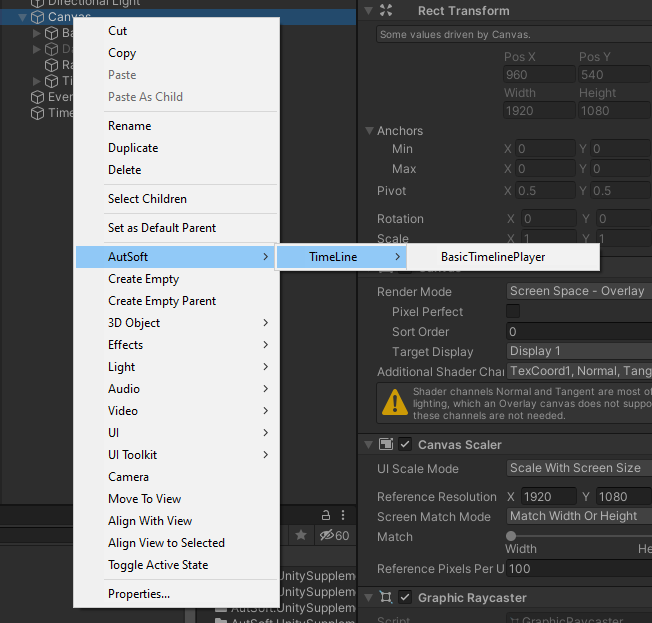 Directional Light
Canvas
Ba
Da
Ra
Ti
Even
Time
Cut
Copy
Paste
Paste As Child
Rename
Duplicate
Delete
Select Children
Set as Default Parent
AutSoft
TimeLine
BasicTimelinePlayer
Create Empty
Create Empty Parent
3D Object
Effects
Light
Audio
Video
UI
UI Toolkit
Camera
Move To View
Align With View
Align View to Selected
Toggle Active State
Properties...
60
.UnitySupplem
.UnitySupplem
AutSoft.UnitySupplem
AutSoft.UnitySupplem
Rect Transform
Some values driven by Canvas.
Pos X Pos Y
960 540
Width Height
1920 1080
Anchors
Min X 0 Y 0
Max X 0 Y 0
Pivot X 0.5 Y 0.5
Rotation X 0 Y 0
Scale X 1 Y 1
Render Mode Screen Space - Overlay
Pixel Perfect
Sort Order 0
Target Display Display 1
Additional Shader Chan TexCoord1, Normal, Tang
Shader channels Normal and Tangent are most of
lighting, which an Overlay canvas does not suppo
these channels are not needed.
Canvas Scaler
UI Scale Mode Scale With Screen Size
Reference Resolution X 1920 Y 1080
Screen Match Mode Match Width Or Height
Match
Width He
Reference Pixels Per U 100
Graphic Raycaster
Script GraphicRaycaster